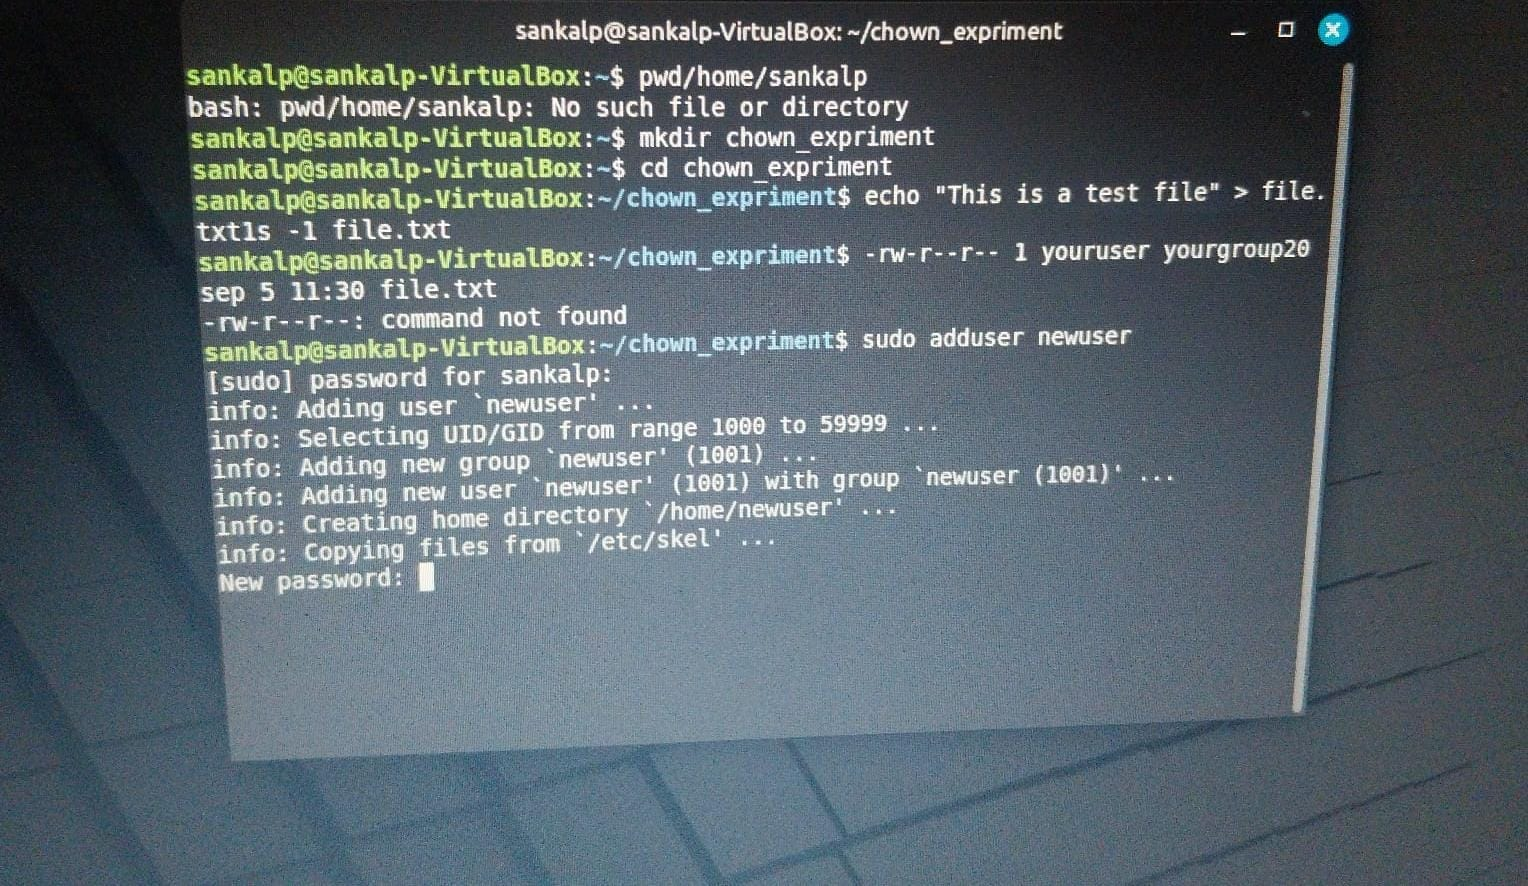 sankalp@sankalp-VirtualBox: ~/chown_expriment
sankalp@sankalp-VirtualBox:~$ pwd/home/sankalp
bash: pwd/home/sankalp: No such file or directory
sankalp@sankalp-VirtualBox:~$ mkdir chown_expriment
sankalp@sankalp-VirtualBox:~$ cd chown_expriment
sankalp@sankalp-VirtualBox:~/chown_expriment$ echo "This is a test file" > file.
txt1s -1 file.txt
sankalp@sankalp-VirtualBox:~/chown_expriment$ -rw-r--r-- 1 youruser yourgroup20
sep 5 11:30 file.txt
-rw-r--r--: command not found
sankalp@sankalp-VirtualBox:~/chown_expriment$ sudo adduser newuser
[sudo] password for sankalp:
info: Adding user `newuser' ...
info: Selecting UID/GID from range 1000 to 59999 ...
info: Adding new group `newuser' (1001) ...
info: Adding new user `newuser' (1001) with group `newuser (1001)' ...
info: Creating home directory `/home/newuser' ...
info: Copying files from `/etc/skel' ...
New password: